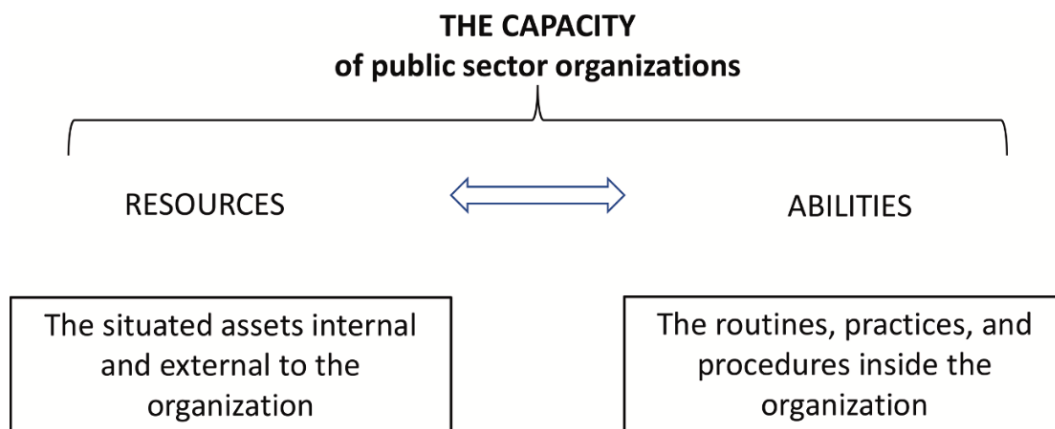 THE CAPACITY
of public sector organizations
RESOURCES
ABILITIES
The situated assets internal
and external to the
organization
The routines, practices, and
procedures inside the
organization